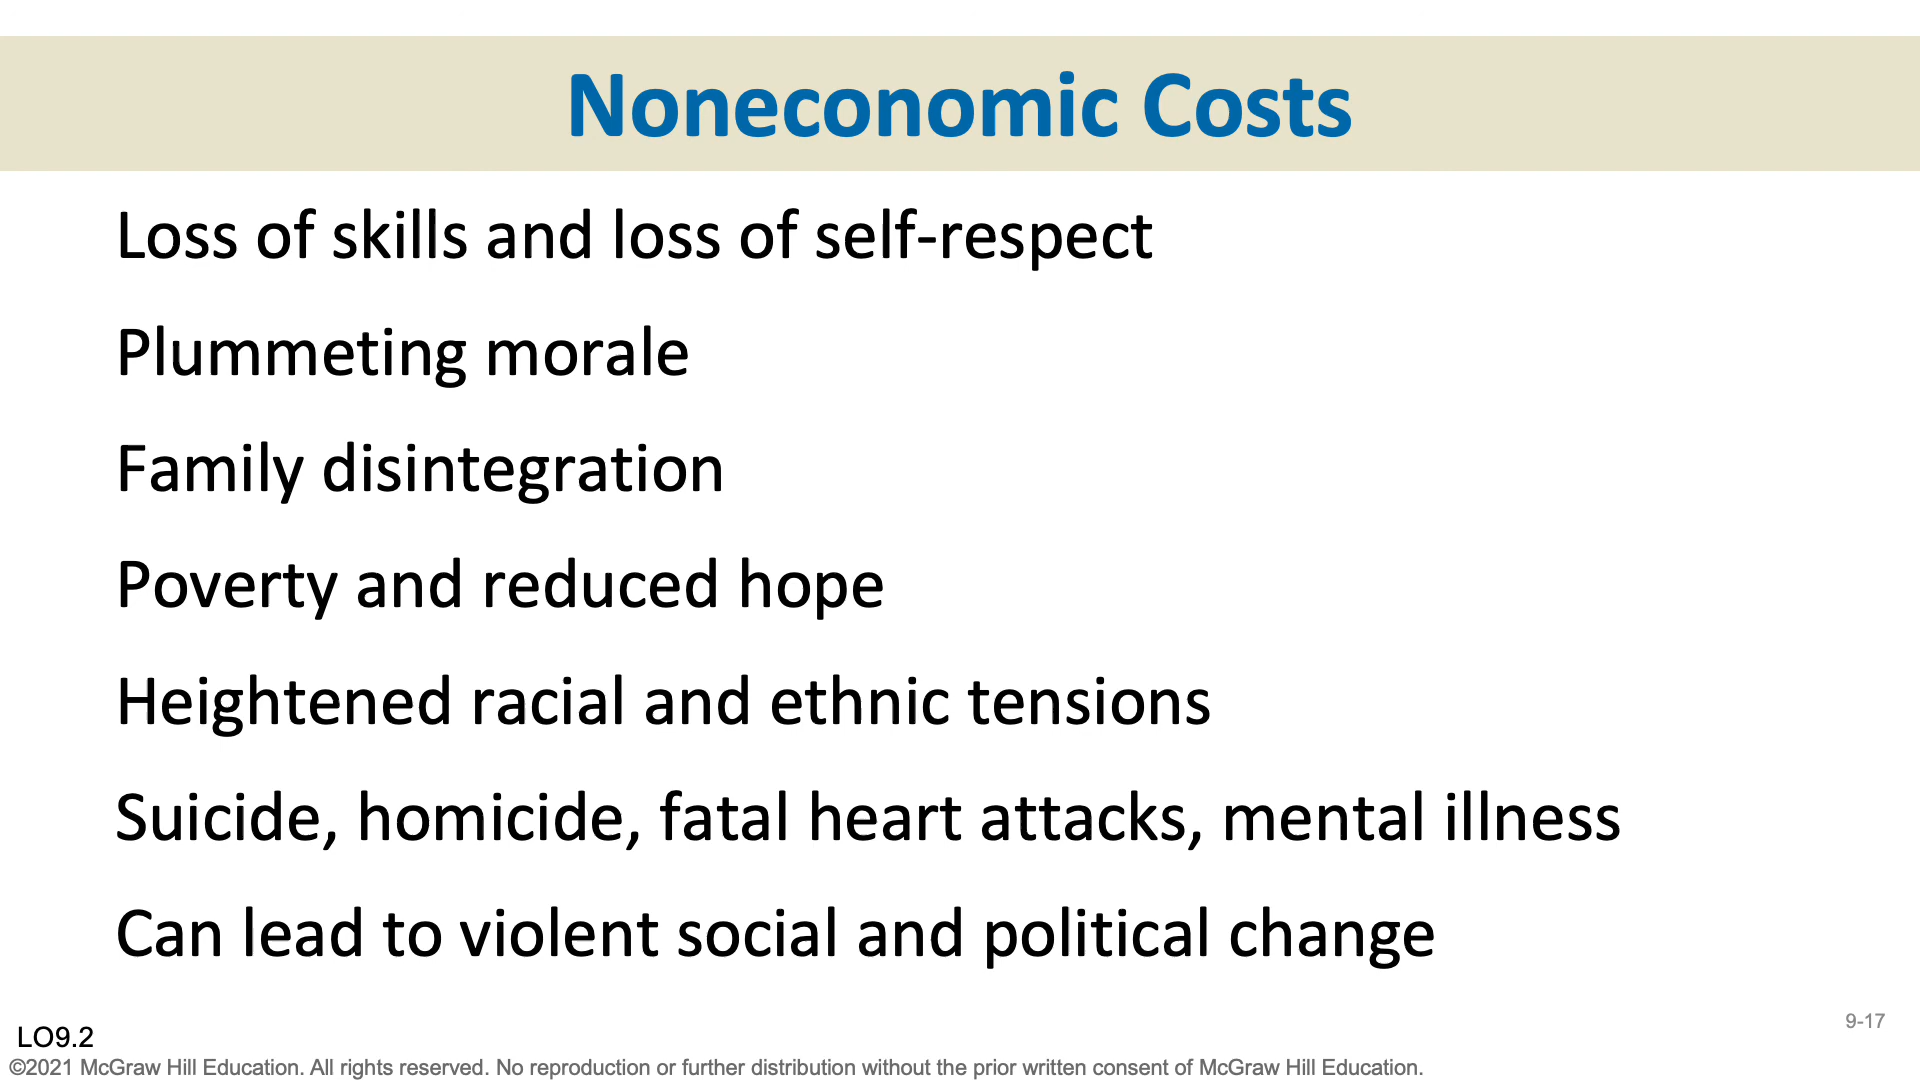 Noneconomic Costs
Loss of skills and loss of self-respect
Plummeting morale
Family disintegration
Poverty and reduced hope
Heightened racial and ethnic tensions
Suicide, homicide, fatal heart attacks, mental illness
Can lead to violent social and political change
9-17
LO9.2
©2021 McGraw Hill Education. All rights reserved. No reproduction or further distribution without the prior written consent of McGraw Hill Education.